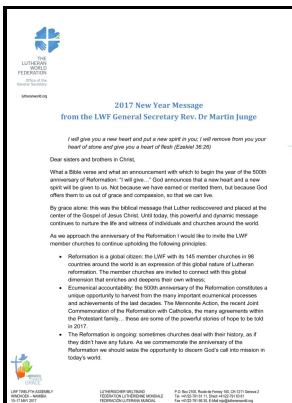 THE
LUTHERAN
WORLD
FEDERATION
Office of the
General Secretary
lutheranworld.org
2017 New Year Message
from the LWF General Secretary Rev. Dr Martin Junge
I will give you a new heart and put a new spirit in you; I will remove from you your
heart of stone and give you a heart of flesh (Ezekiel 36:26)
Dear sisters and brothers in Christ,
What a Bible verse and what an announcement with which to begin the year of the 500th
anniversary of Reformation: "I will give…" God announces that a new heart and a new
spirit will be given to us. Not because we have earned or merited them, but because God
offers them to us out of grace and compassion, so that we can live.
By grace alone: this was the biblical message that Luther rediscovered and placed at the
center of the Gospel of Jesus Christ. Until today, this powerful and dynamic message
continues to nurture the life and witness of individuals and churches around the world.
As we approach the anniversary of the Reformation I would like to invite the LWF
member churches to continue upholding the following principles:
• Reformation is a global citizen: the LWF with its 145 member churches in 98
countries around the world is an expression of this global nature of Lutheran
reformation. The member churches are invited to connect with this global
dimension that enriches and deepens their own witness;
• Ecumenical accountability: the 500th anniversary of the Reformation constitutes a
unique opportunity to harvest from the many important ecumenical processes
and achievements of the last decades. The Mennonite Action, the recent Joint
Commemoration of the Reformation with Catholics, the many agreements within
the Protestant family… these are some of the powerful stories of hope to be told
in 2017.
• The Reformation is ongoing: sometimes churches deal with their history, as if
they didn't have any future. As we commemorate the anniversary of the
Reformation we should seize the opportunity to discern God's call into mission in
today's world.
GRACE
LWF TWELFTH ASSEMBLY
WINDHOEK – NAMIBIA
10–17 MAY 2017
LUTHERISCHER WELTBUND
FÉDÉRATION LUTHÉRIENNE MONDIALE
FEDERACIÓN LUTERANA MUNDIAL